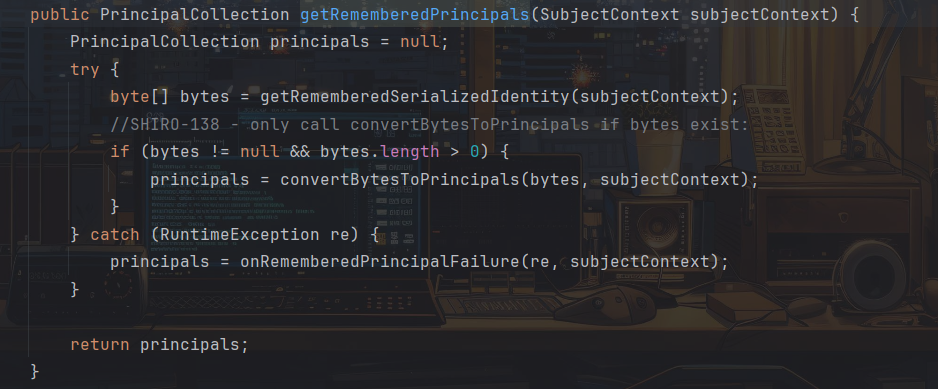 public PrincipalCollection getRememberedPrincipals(SubjectContext subjectContext) {
    PrincipalCollection principals = null;
    try {
        byte[] bytes = getRememberedSerializedIdentity(subjectContext);
        //SHIRO-138 - only call convertBytesToPrincipals if bytes exist:
        if (bytes != null && bytes.length > 0) {
            principals = convertBytesToPrincipals(bytes, subjectContext);
        }
    } catch (RuntimeException re) {
        principals = onRememberedPrincipalFailure(re, subjectContext);
    }

    return principals;
}